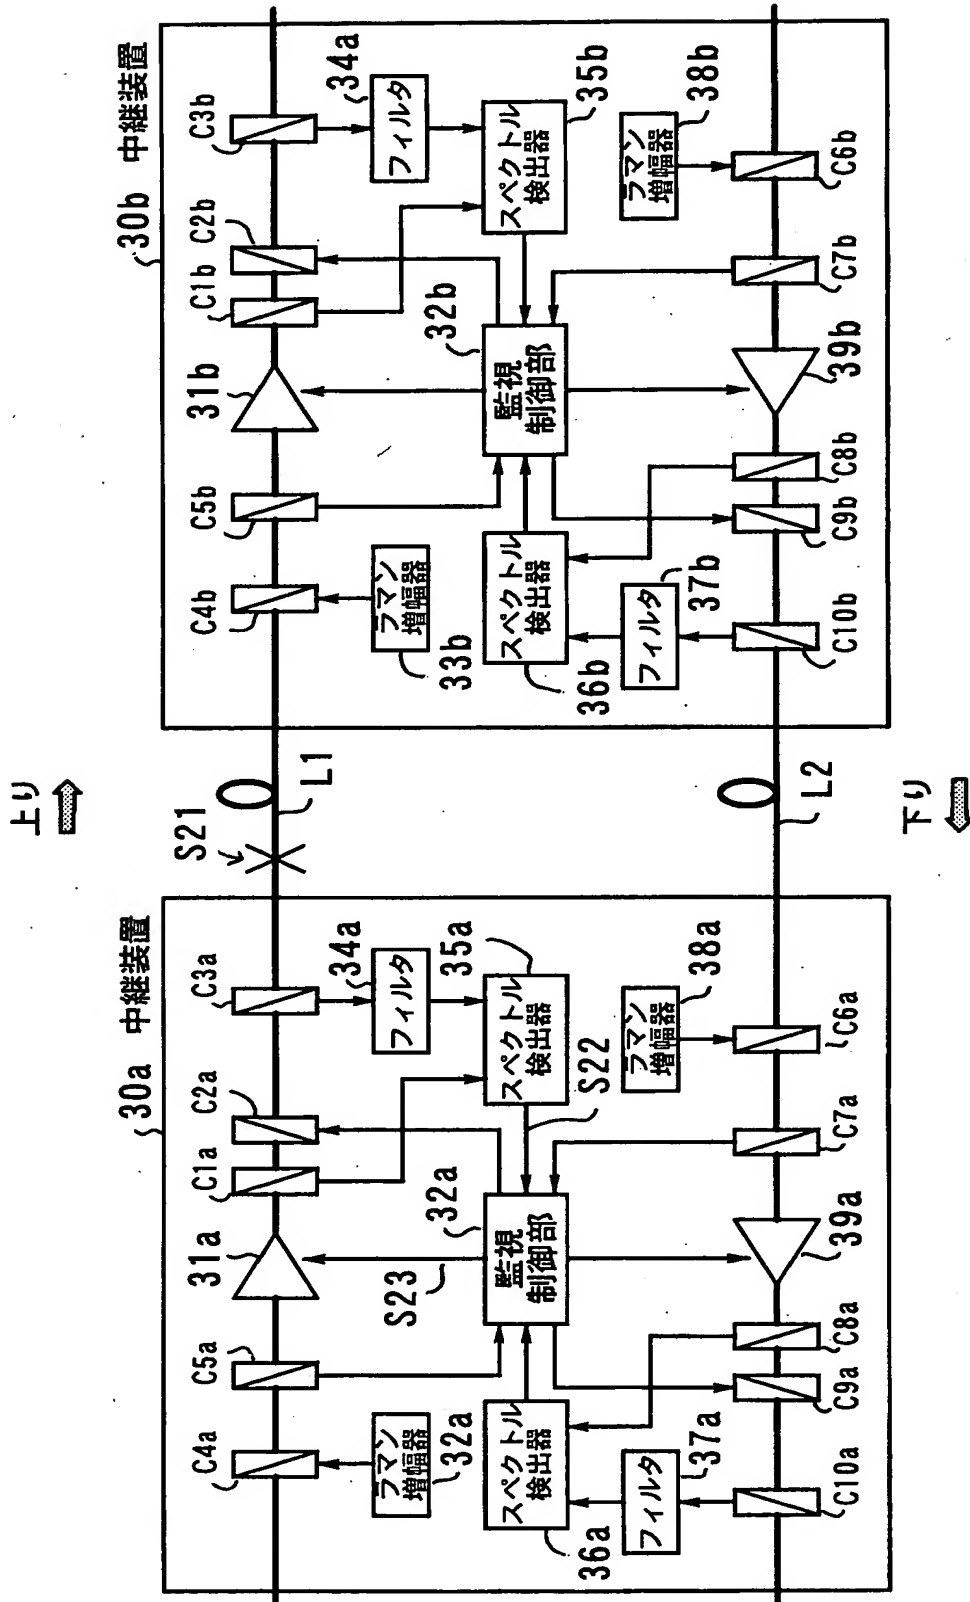 上り
下り
S21
L1
L2
30a 中継装置
C4a
C5a
31a
C1a
C2a
C3a
S23
32a
34a
フィルタ
35a
ラマン
増幅器
32a
スペクトル
検出器
36a
監視
制御部
スペクトル
検出器
S22
フィルタ
37a
ラマン
増幅器
38a
C10a
C9a
C8a
39a
C7a
C6a
30b 中継装置
C4b
C5b
31b
C1b
C2b
C3b
32b
34b
フィルタ
35b
ラマン
増幅器
33b
スペクトル
検出器
36b
監視
制御部
スペクトル
検出器
フィルタ
37b
ラマン
増幅器
38b
C10b
C9b
C8b
39b
C7b
C6b